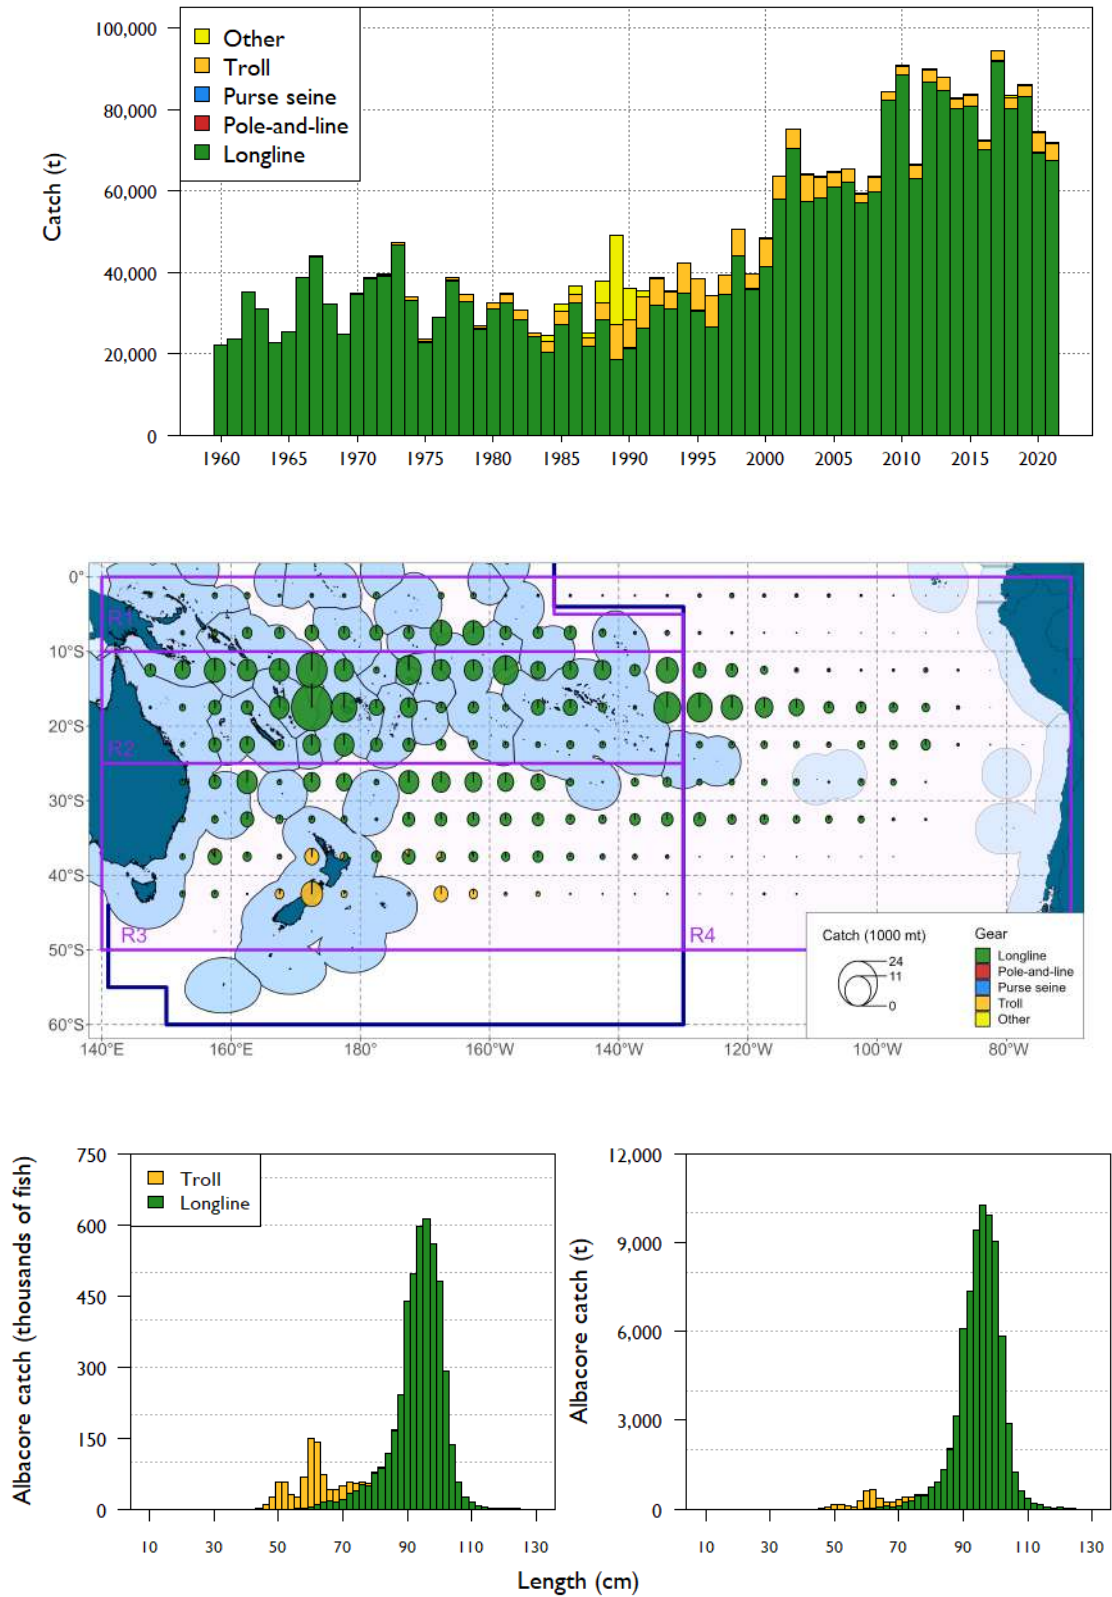 100,000
80,000
60,000
40,000
20,000
0
Catch (t)
Other
Troll
Purse seine
Pole-and-line
Longline
1960 1965 1970 1975 1980 1985 1990 1995 2000 2005 2010 2015 2020
0°
10°S
20°S
30°S
40°S
50°S
60°S
R1
R2
R3
R4
Catch (1000 mt)
24
11
0
Gear
Longline
Pole-and-line
Purse seine
Troll
Other
140°E 160°E 180° 160°W 140°W 120°W 100°W 80°W
Albacore catch (thousands of fish)
750
600
450
300
150
0
Troll
Longline
10 30 50 70 90 110 130
Albacore catch (t)
12,000
9,000
6,000
3,000
0
10 30 50 70 90 110 130
Length (cm)